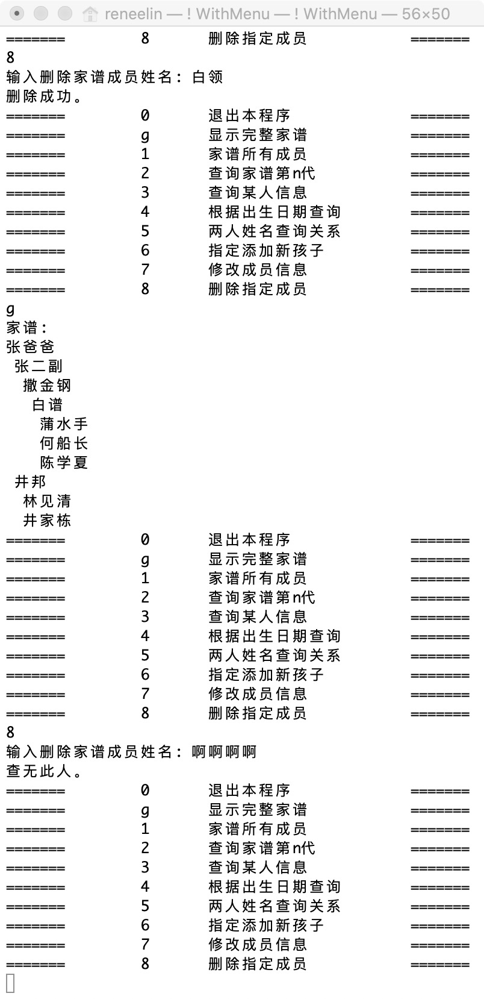 reneelin — ! WithMenu — ! WithMenu — 56×50
======= 8 删除指定成员 =======
8
输入删除家谱成员姓名：白领
删除成功。
======= 0 退出本程序 =======
======= g 显示完整家谱 =======
======= 1 家谱所有成员 =======
======= 2 查询家谱第n代 =======
======= 3 查询某人信息 =======
======= 4 根据出生日期查询 =======
======= 5 两人姓名查询关系 =======
======= 6 指定添加新孩子 =======
======= 7 修改成员信息 =======
======= 8 删除指定成员 =======
g
家谱：
张爸爸
 张二副
  撒金钢
   白谱
    蒲水手
    何船长
    陈学夏
 井邦
  林见清
  井家栋
======= 0 退出本程序 =======
======= g 显示完整家谱 =======
======= 1 家谱所有成员 =======
======= 2 查询家谱第n代 =======
======= 3 查询某人信息 =======
======= 4 根据出生日期查询 =======
======= 5 两人姓名查询关系 =======
======= 6 指定添加新孩子 =======
======= 7 修改成员信息 =======
======= 8 删除指定成员 =======
8
输入删除家谱成员姓名：啊啊啊啊
查无此人。
======= 0 退出本程序 =======
======= g 显示完整家谱 =======
======= 1 家谱所有成员 =======
======= 2 查询家谱第n代 =======
======= 3 查询某人信息 =======
======= 4 根据出生日期查询 =======
======= 5 两人姓名查询关系 =======
======= 6 指定添加新孩子 =======
======= 7 修改成员信息 =======
======= 8 删除指定成员 =======